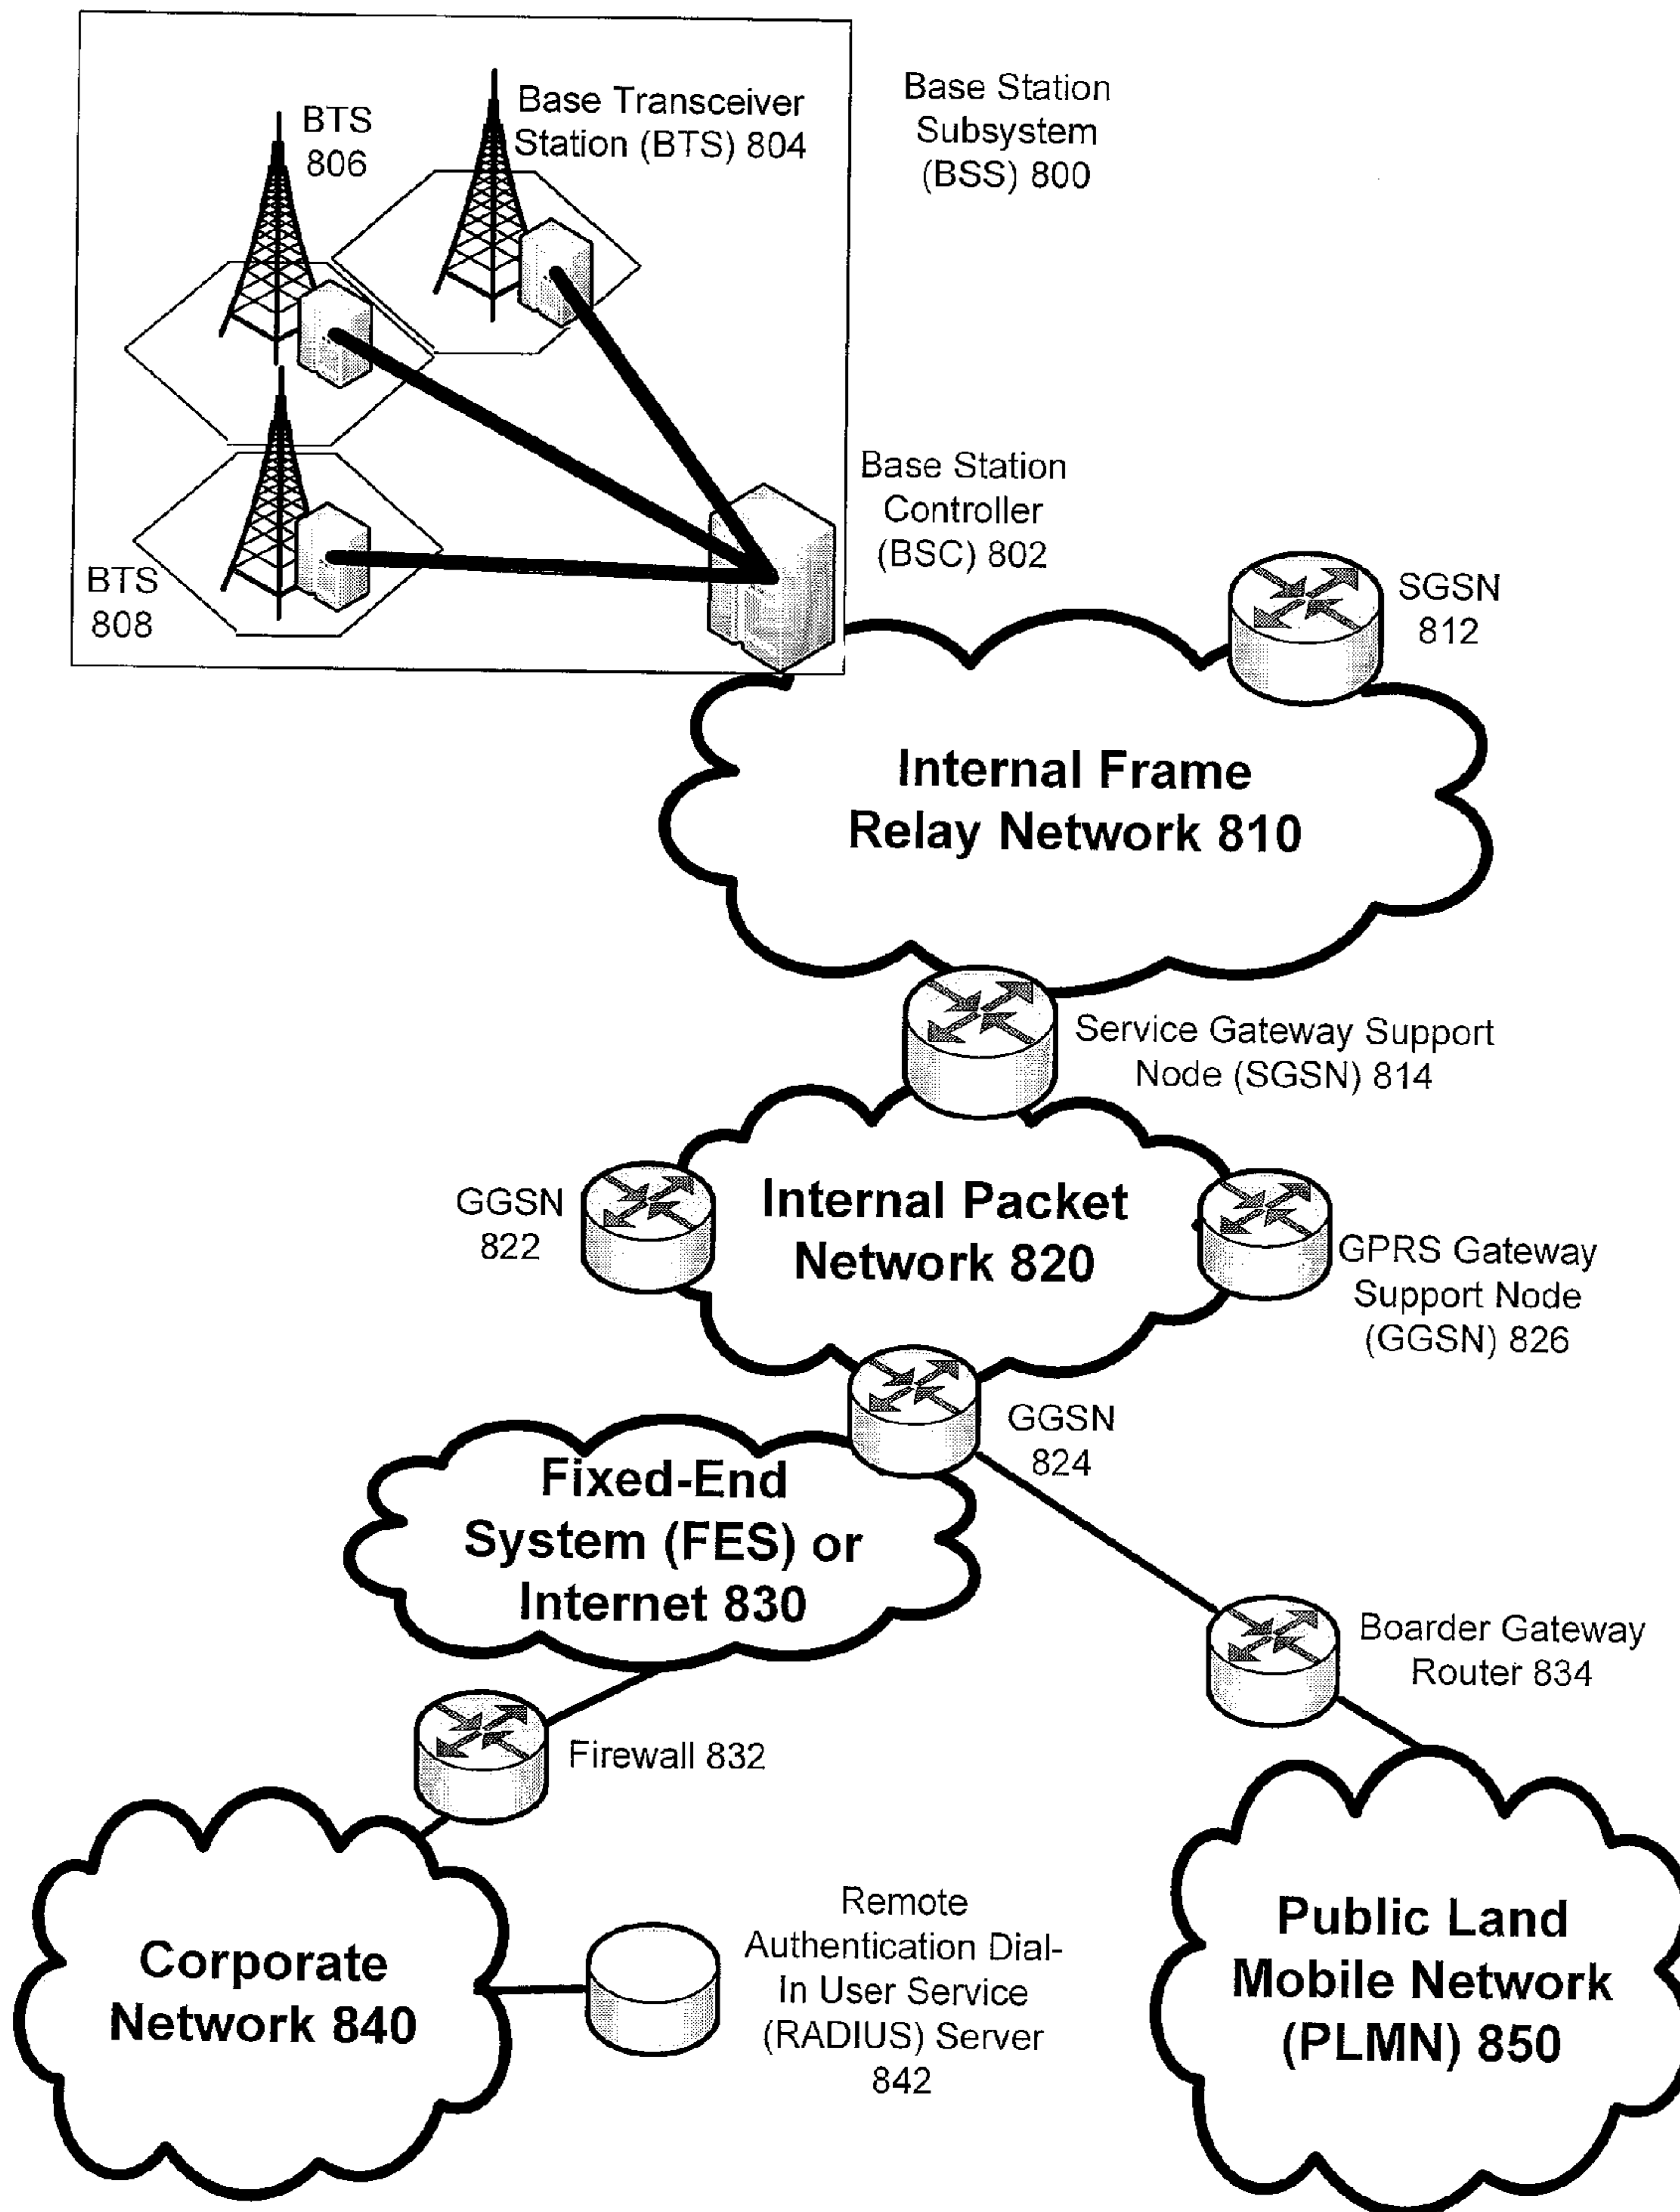 BTS
806
Base Transceiver
Station (BTS) 804
Base Station
Subsystem
(BSS) 800
BTS
808
Base Station
Controller
(BSC) 802
SGSN
812
Internal Frame
Relay Network 810
Service Gateway Support
Node (SGSN) 814
GGSN
822
Internal Packet
Network 820
GPRS Gateway
Support Node
(GGSN) 826
GGSN
824
Fixed-End
System (FES) or
Internet 830
Boarder Gateway
Router 834
Firewall 832
Corporate
Network 840
Remote
Authentication Dial-
In User Service
(RADIUS) Server
842
Public Land
Mobile Network
(PLMN) 850